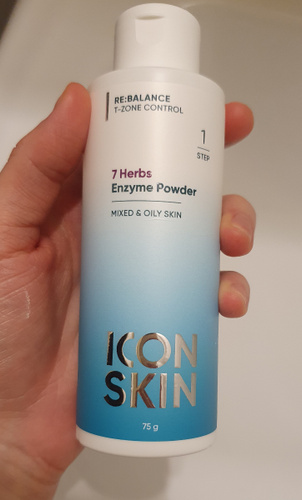 RE:BALANCE
T-ZONE CONTROL
1
STEP
7 Herbs
Enzyme Powder
MIXED & OILY SKIN
ICON
SKIN
75 g